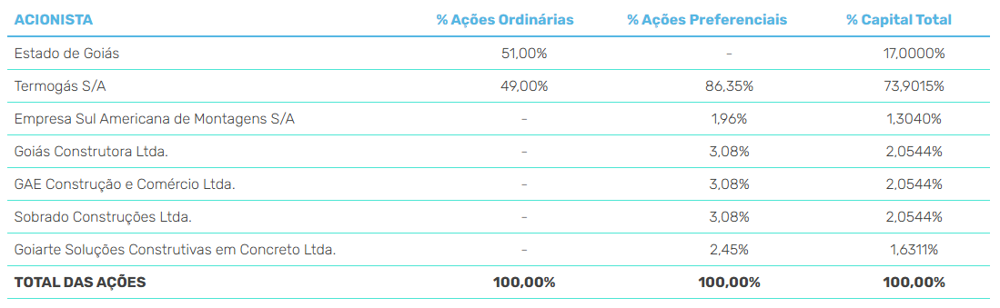 ACIONISTA % Ações Ordinárias % Ações Preferenciais % Capital Total
Estado de Goiás 51,00% - 17,0000%
Termogás S/A 49,00% 86,35% 73,9015%
Empresa Sul Americana de Montagens S/A - 1,96% 1,3040%
Goiás Construtora Ltda. - 3,08% 2,0544%
GAE Construção e Comércio Ltda. - 3,08% 2,0544%
Sobrado Construções Ltda. - 3,08% 2,0544%
Goiarte Soluções Construtivas em Concreto Ltda. - 2,45% 1,6311%
TOTAL DAS AÇÕES 100,00% 100,00% 100,00%